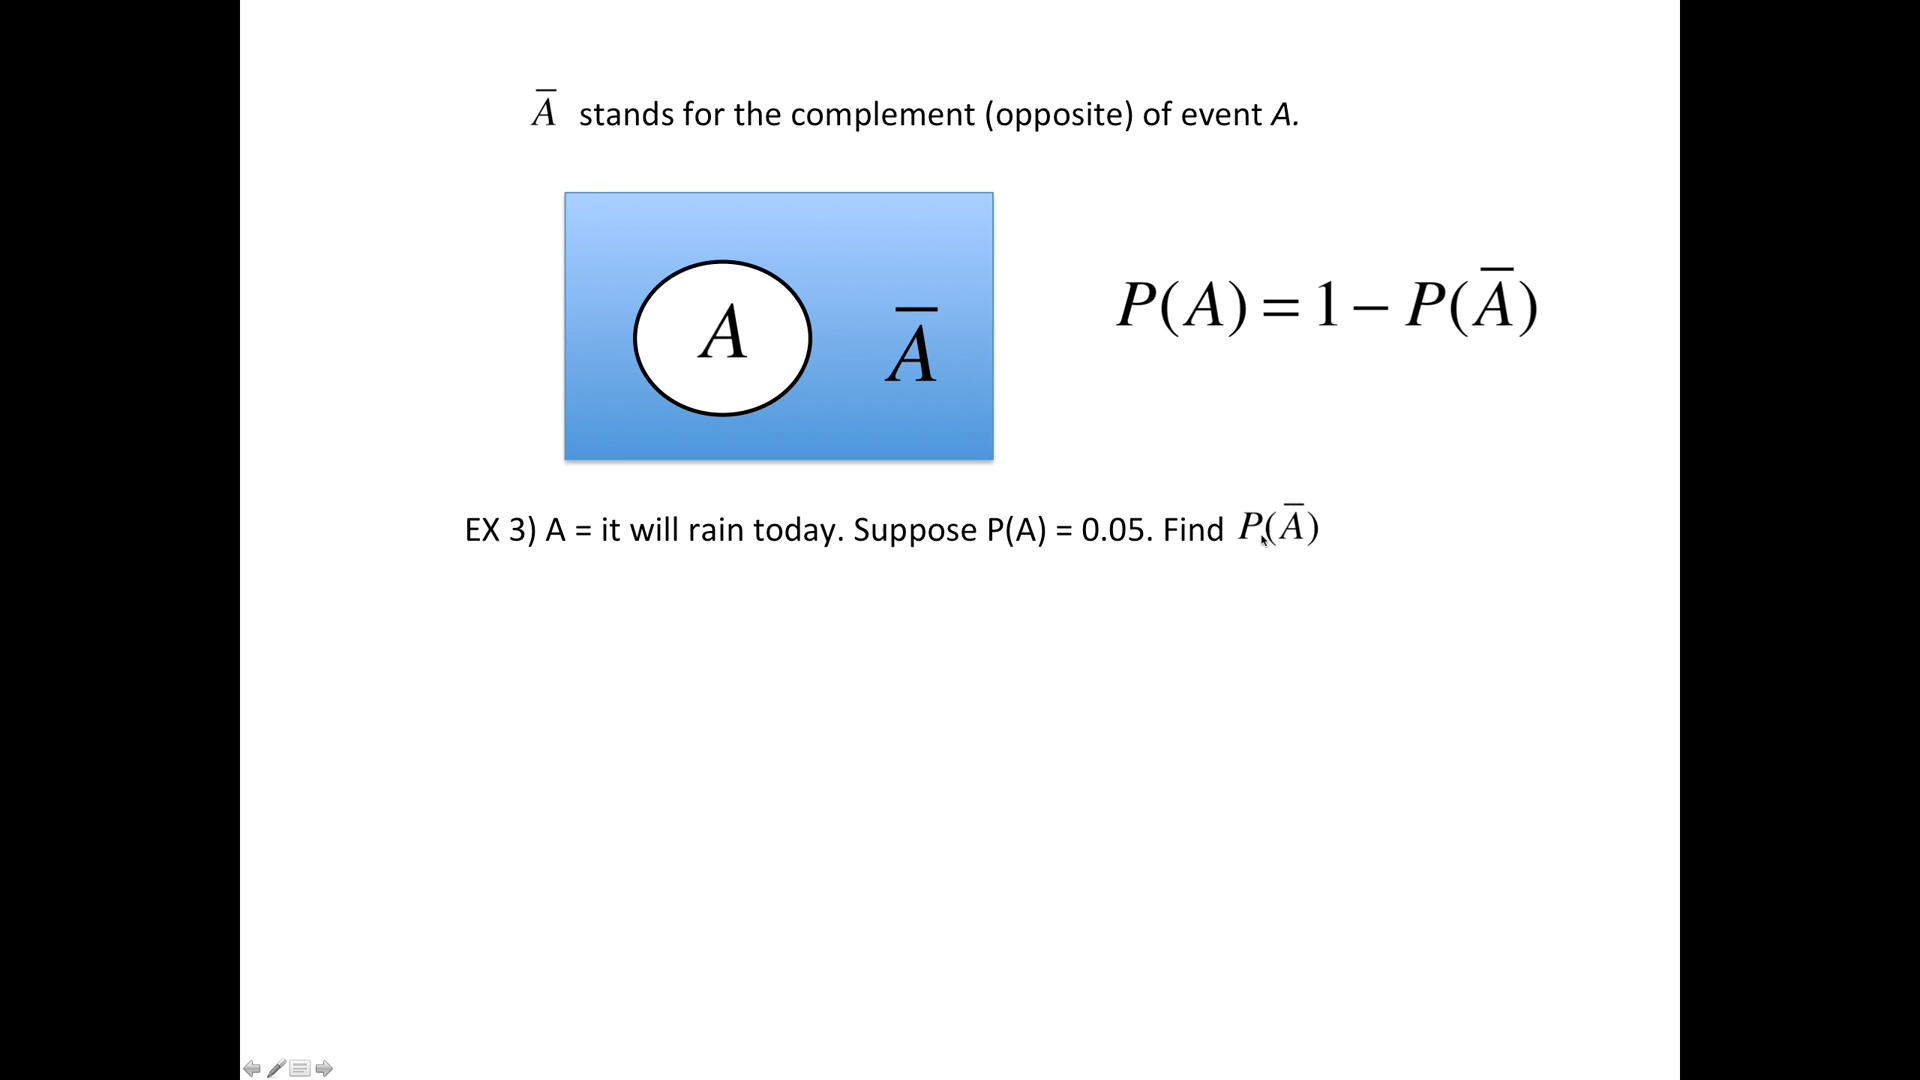 A̅ stands for the complement (opposite) of event A.
A
A̅
P(A) = 1 − P(A̅)
EX 3) A = it will rain today. Suppose P(A) = 0.05. Find P(A̅)